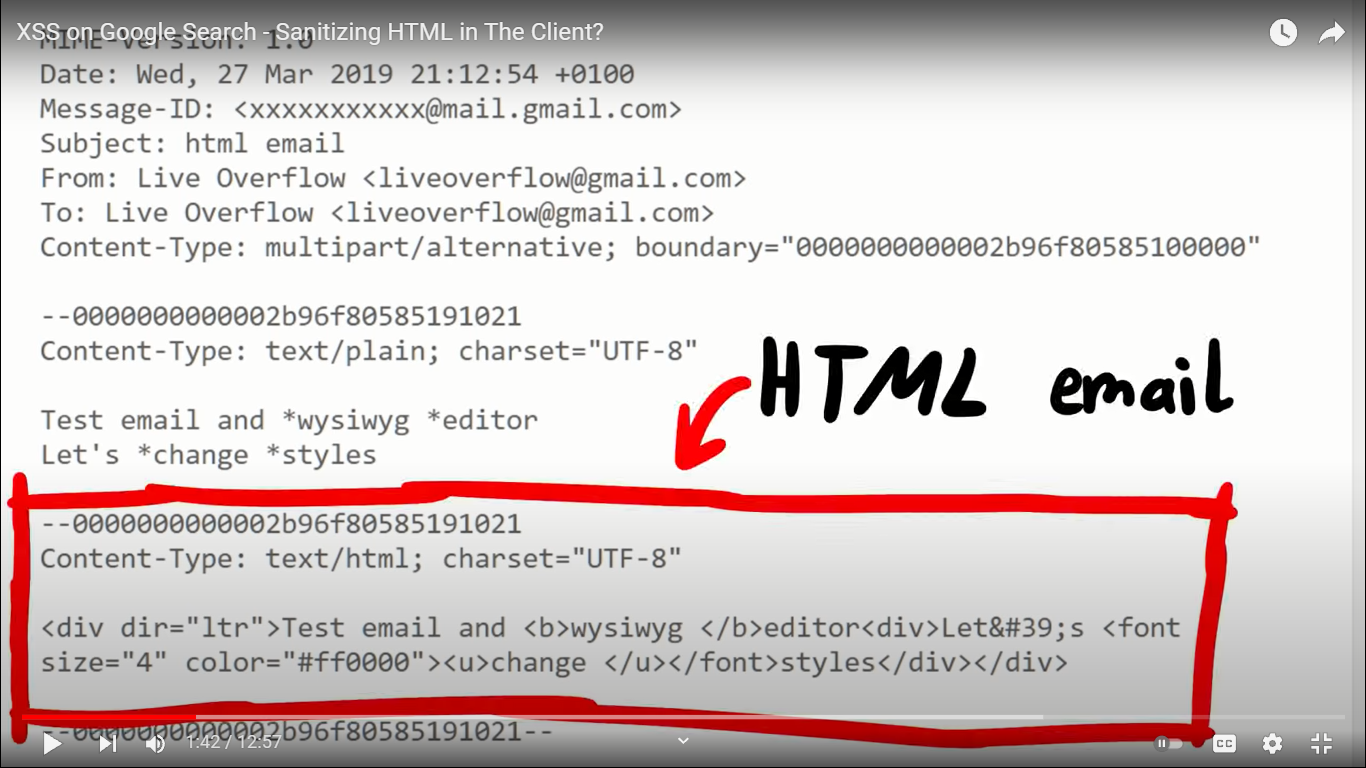 XSS on Google Search - Sanitizing HTML in The Client?
MIME-Version: 1.0
Date: Wed, 27 Mar 2019 21:12:54 +0100
Message-ID: <xxxxxxxxxxx@mail.gmail.com>
Subject: html email
From: Live Overflow <liveoverflow@gmail.com>
To: Live Overflow <liveoverflow@gmail.com>
Content-Type: multipart/alternative; boundary="0000000000002b96f80585100000"
--0000000000002b96f80585191021
Content-Type: text/plain; charset="UTF-8"
HTML email
Test email and *wysiwyg *editor
Let's *change *styles
--0000000000002b96f80585191021
Content-Type: text/html; charset="UTF-8"
<div dir="ltr">Test email and <b>wysiwyg </b>editor<div>Let&#39;s <font
size="4" color="#ff0000"><u>change </u></font>styles</div></div>
--0000000000002b96f80585191021--
1:42 / 12:57
CC